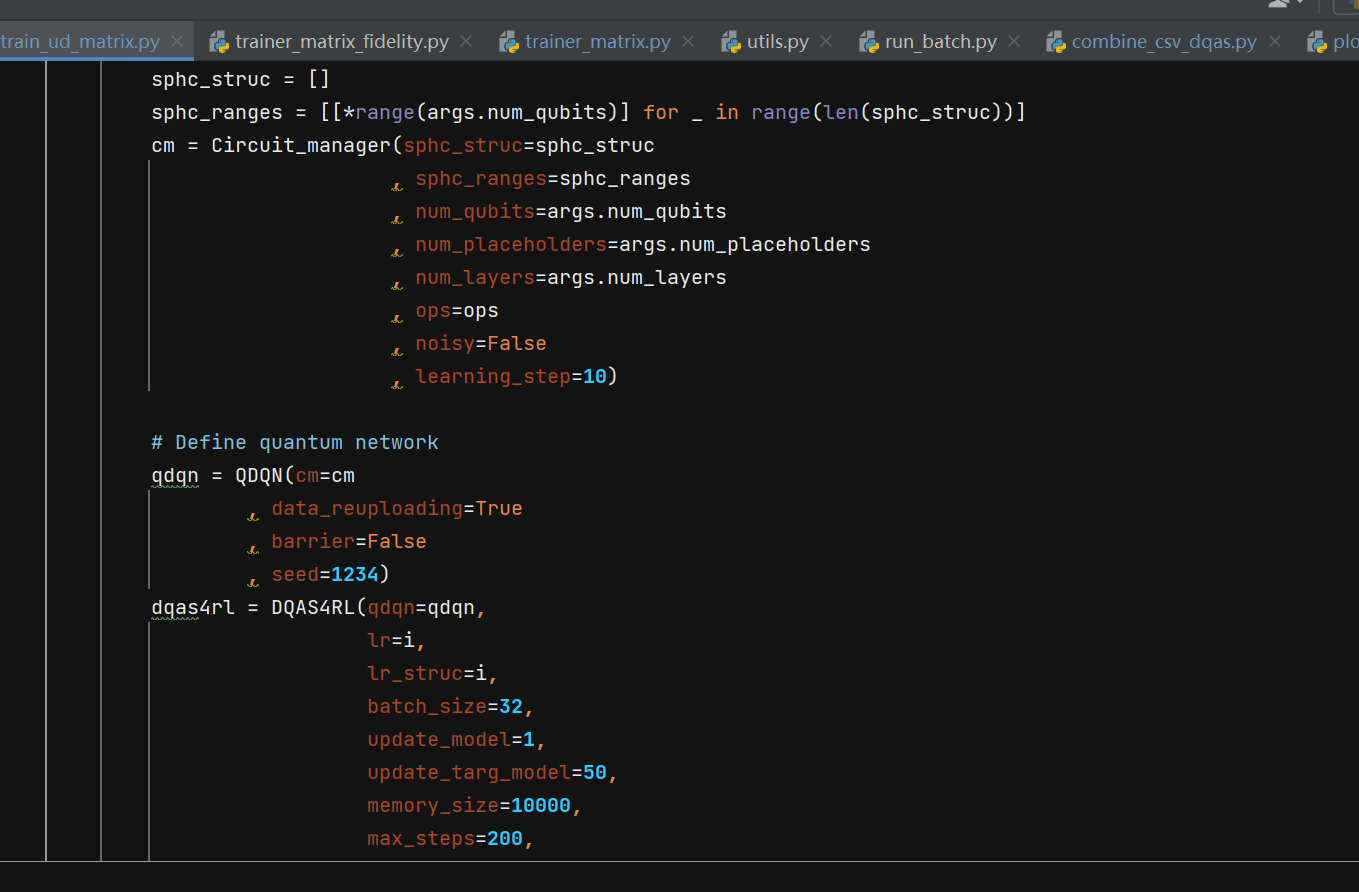 train_ud_matrix.py trainer_matrix_fidelity.py trainer_matrix.py utils.py run_batch.py combine_csv_dqas.py plo
sphc_struc = []
sphc_ranges = [[*range(args.num_qubits)] for _ in range(len(sphc_struc))]
cm = Circuit_manager(sphc_struc=sphc_struc
, sphc_ranges=sphc_ranges
, num_qubits=args.num_qubits
, num_placeholders=args.num_placeholders
, num_layers=args.num_layers
, ops=ops
, noisy=False
, learning_step=10)
# Define quantum network
qdqn = QDQN(cm=cm
, data_reuploading=True
, barrier=False
, seed=1234)
dqas4rl = DQAS4RL(qdqn=qdqn,
lr=i,
lr_struc=i,
batch_size=32,
update_model=1,
update_targ_model=50,
memory_size=10000,
max_steps=200,